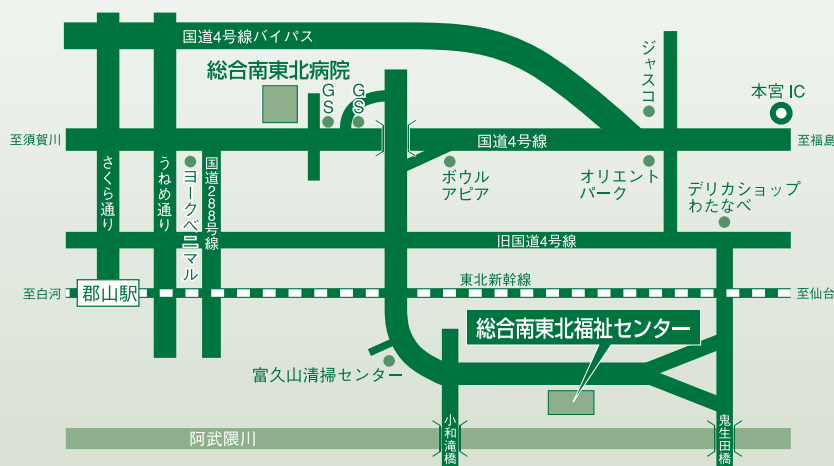 国道4号線バイパス
総合南東北病院
GS
GS
ジャスコ
本宮 IC
至須賀川
国道4号線
至福島
さくら通り
うねめ通り
ヨークベニマル
国道288号線
ボウル
アピア
オリエント
パーク
デリカショップ
わたなべ
旧国道4号線
東北新幹線
至白河
郡山駅
至仙台
総合南東北福祉センター
富久山清掃センター
小和滝橋
鬼生田橋
阿武隈川